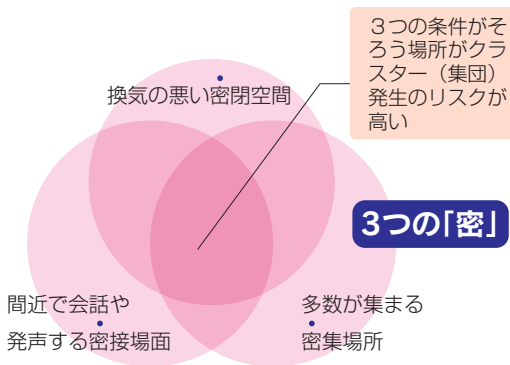 3つの条件がそ
ろう場所がクラ
スター（集団）
発生のリスクが
高い
換気の悪い密閉空間
3つの「密」
間近で会話や
発声する密接場面
多数が集まる
密集場所